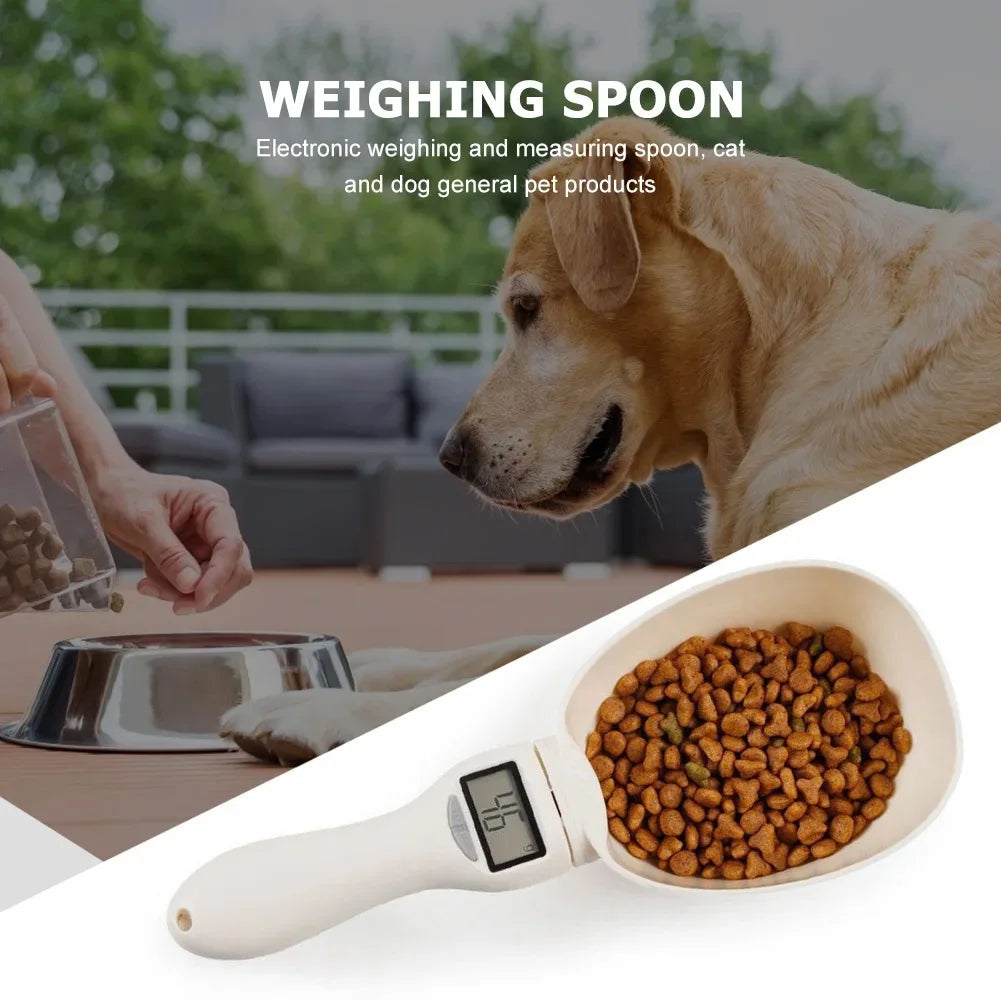 WEIGHING SPOON
Electronic weighing and measuring spoon, cat
and dog general pet products